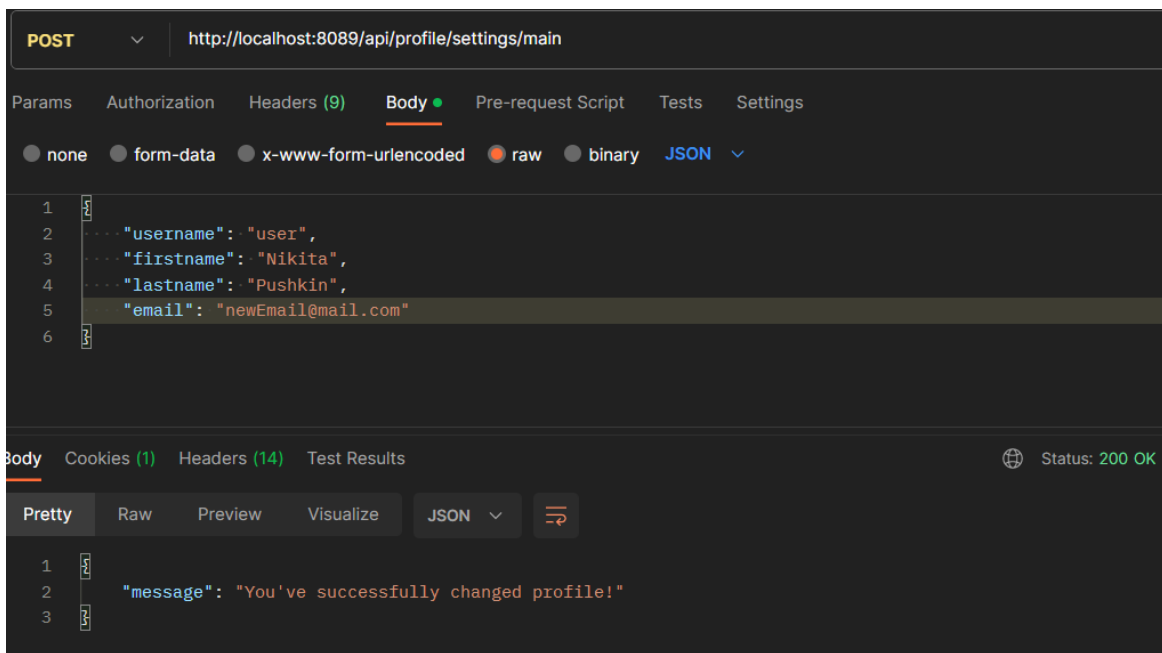 POST http://localhost:8089/api/profile/settings/main
Params Authorization Headers (9) Body Pre-request Script Tests Settings
none form-data x-www-form-urlencoded raw binary JSON
1 {
2 "username": "user",
3 "firstname": "Nikita",
4 "lastname": "Pushkin",
5 "email": "newEmail@mail.com"
6 }
Body Cookies (1) Headers (14) Test Results Status: 200 OK
Pretty Raw Preview Visualize JSON
1 {
2 "message": "You've successfully changed profile!"
3 }